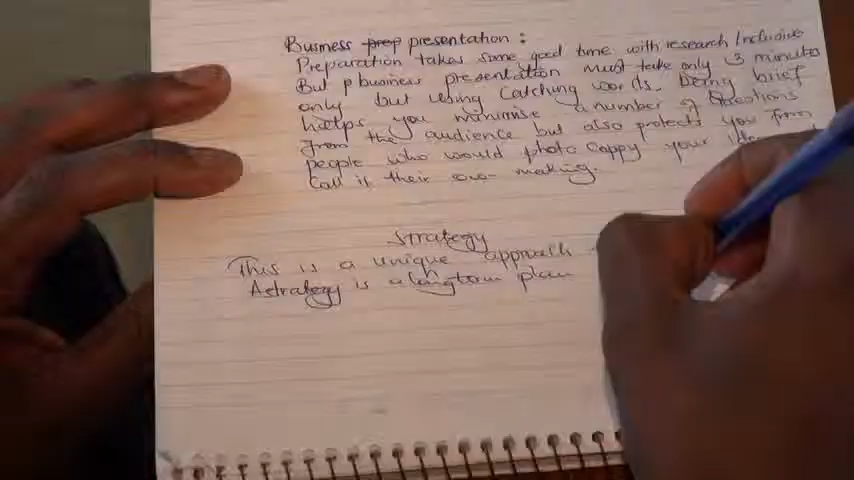 Business prep presentation:
Preparation takes some good time with research Inclusive
But p business presentation must take only 3 minutes
only but using Catching words. Being brief
helps you minimise a number of Questions
from the audience but also protects you from
people who would photo coppy your Idea
Call it their own making.
Strategy
This is a unique approach
A strategy is a longterm plan